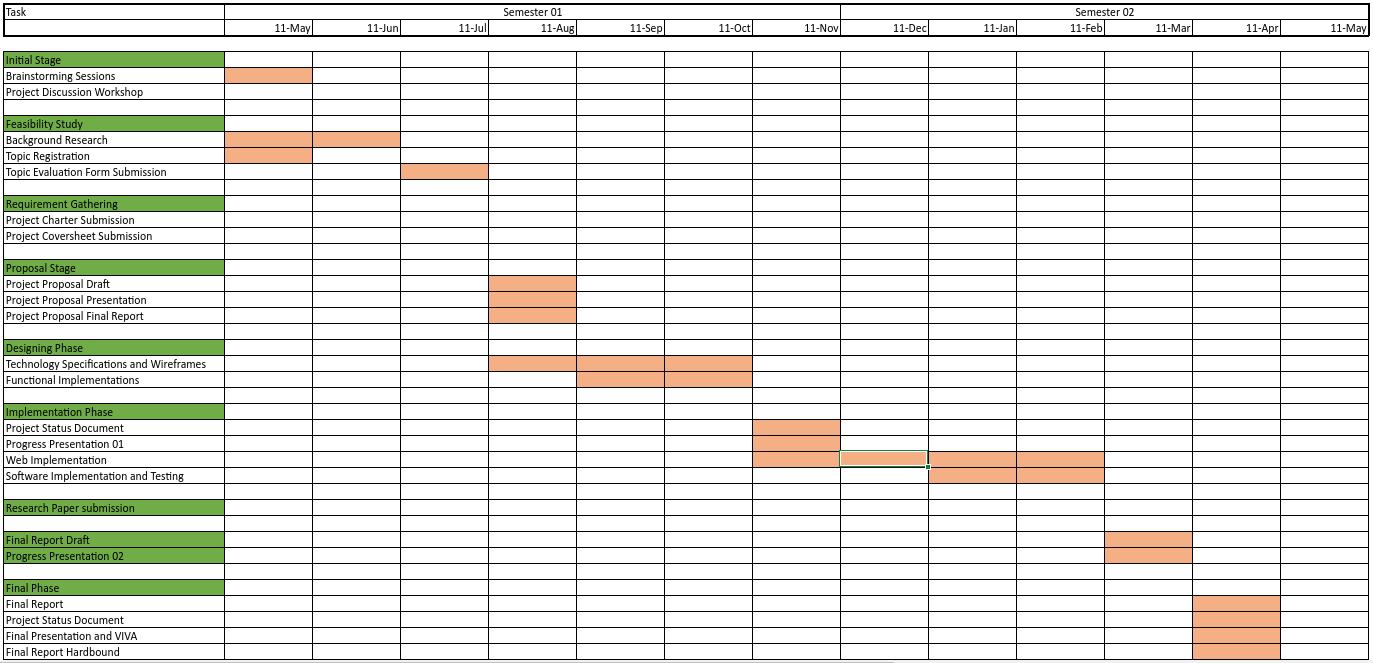 Task Semester 01 Semester 02
11-May 11-Jun 11-Jul 11-Aug 11-Sep 11-Oct 11-Nov 11-Dec 11-Jan 11-Feb 11-Mar 11-Apr 11-May
Initial Stage
Brainstorming Sessions
Project Discussion Workshop
Feasibility Study
Background Research
Topic Registration
Topic Evaluation Form Submission
Requirement Gathering
Project Charter Submission
Project Coversheet Submission
Proposal Stage
Project Proposal Draft
Project Proposal Presentation
Project Proposal Final Report
Designing Phase
Technology Specifications and Wireframes
Functional Implementations
Implementation Phase
Project Status Document
Progress Presentation 01
Web Implementation
Software Implementation and Testing
Research Paper submission
Final Report Draft
Progress Presentation 02
Final Phase
Final Report
Project Status Document
Final Presentation and VIVA
Final Report Hardbound